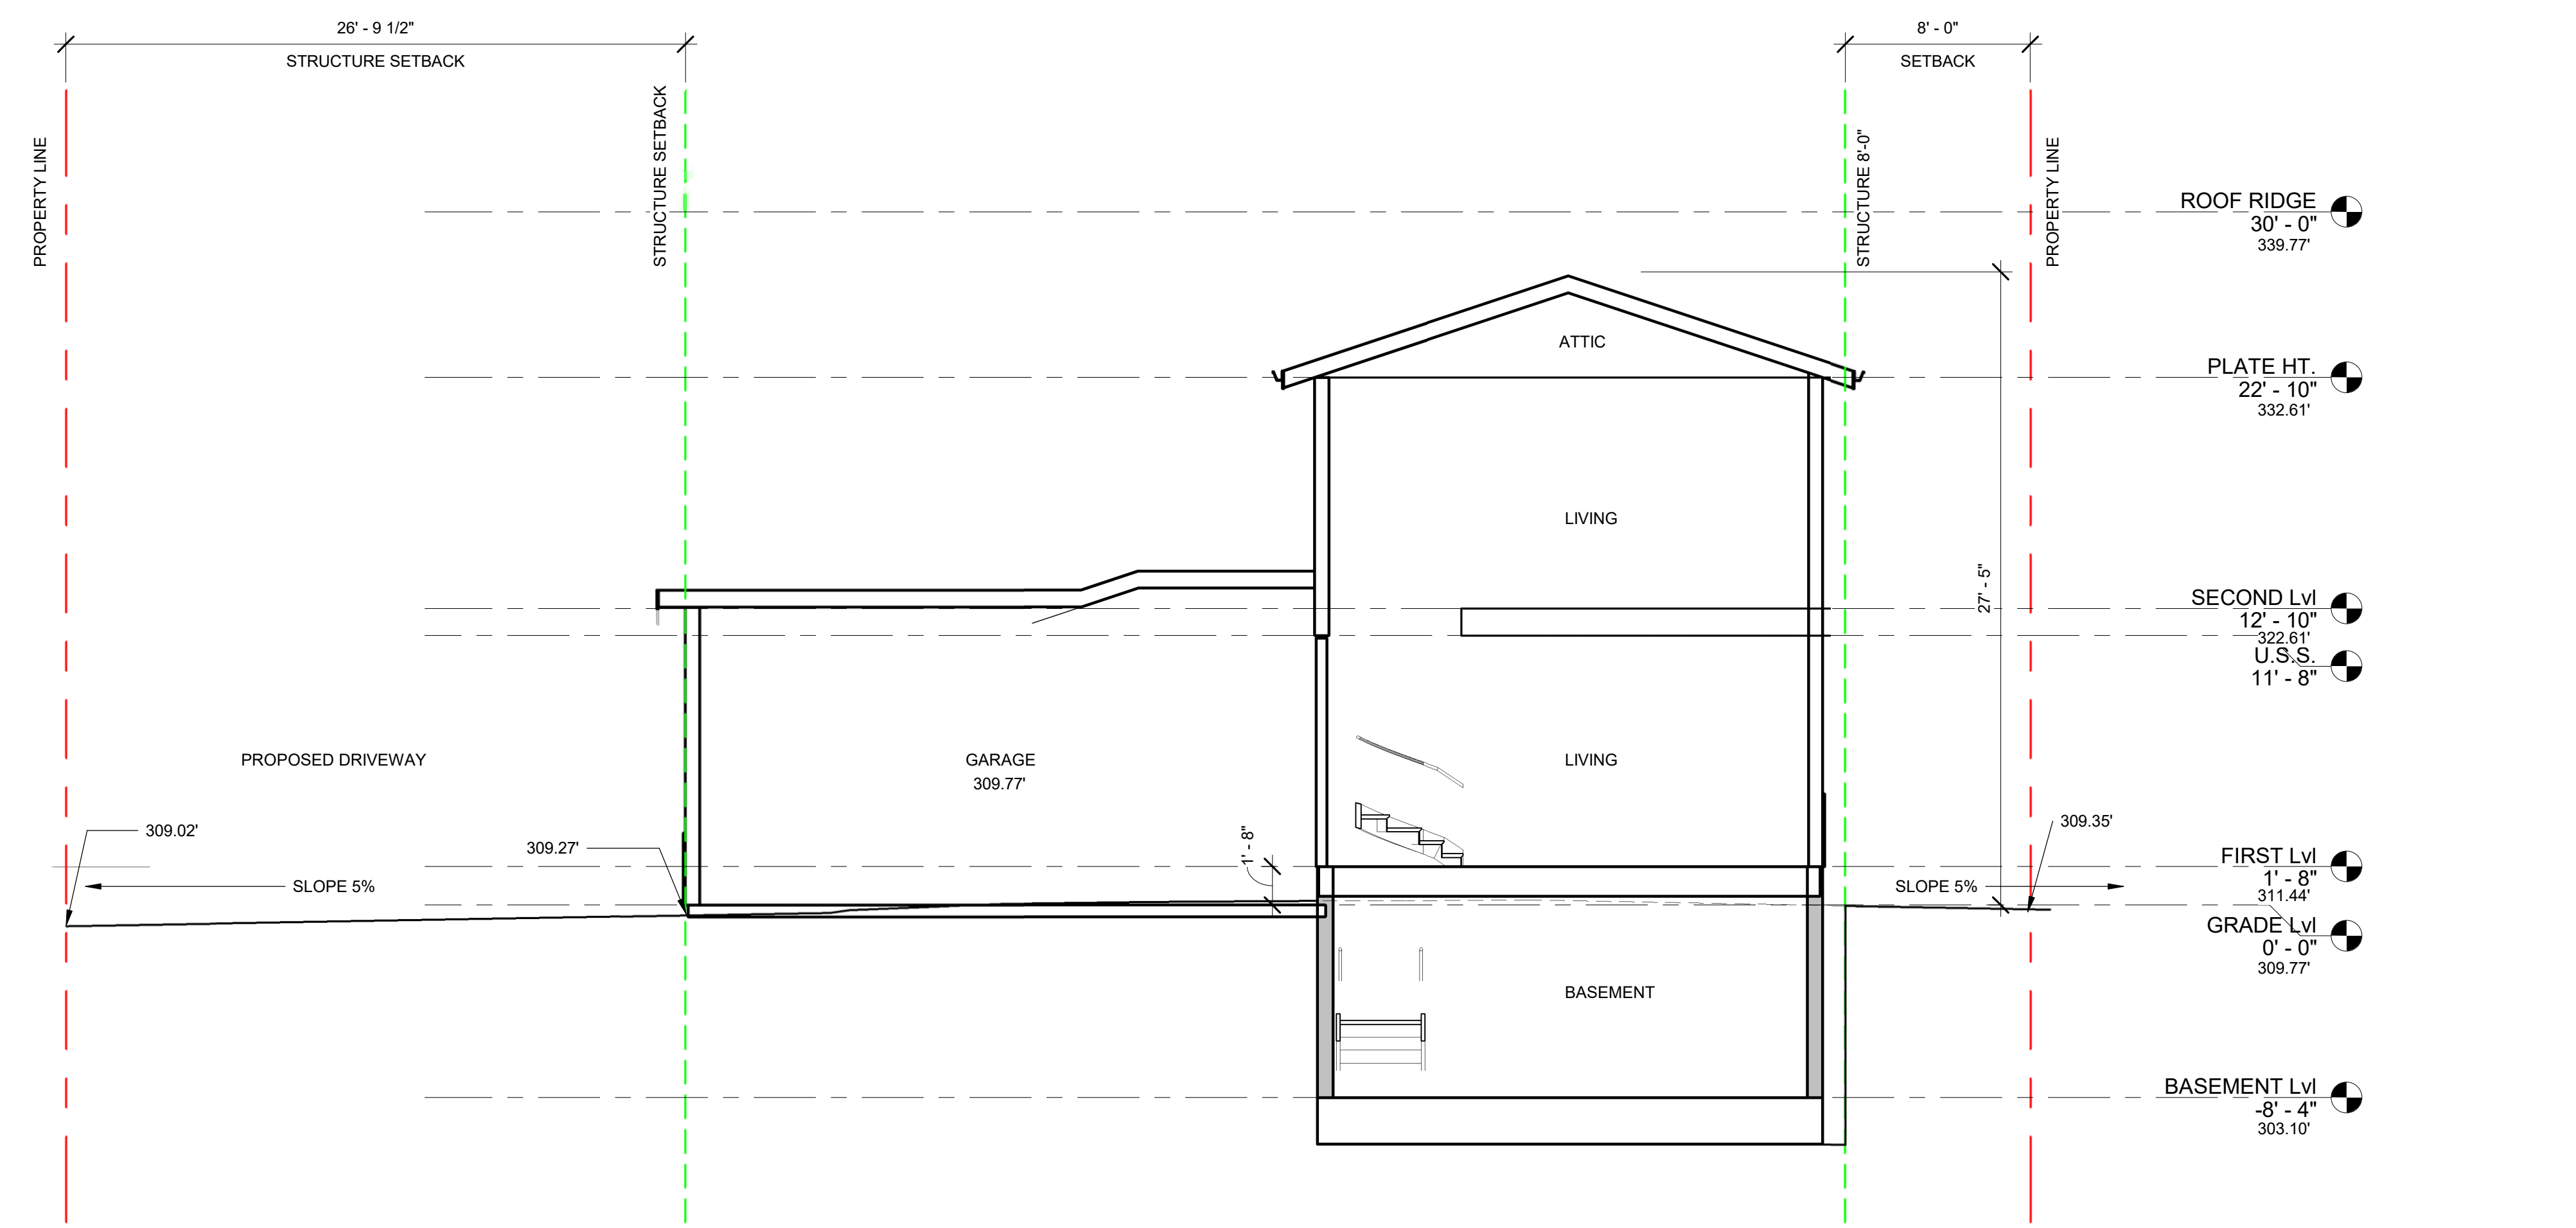 26' - 9 1/2"
STRUCTURE SETBACK
8' - 0"
SETBACK
PROPERTY LINE
STRUCTURE SETBACK
STRUCTURE 8'-0"
PROPERTY LINE
ROOF RIDGE
30' - 0"
339.77'
ATTIC
PLATE HT.
22' - 10"
332.61'
LIVING
27' - 5"
SECOND Lvl
12' - 10"
322.61'
U.S.S.
11' - 8"
PROPOSED DRIVEWAY
GARAGE
309.77'
LIVING
309.02'
309.27'
1' - 8"
309.35'
SLOPE 5%
SLOPE 5%
FIRST Lvl
1' - 8"
311.44'
GRADE Lvl
0' - 0"
309.77'
BASEMENT
BASEMENT Lvl
-8' - 4"
303.10'